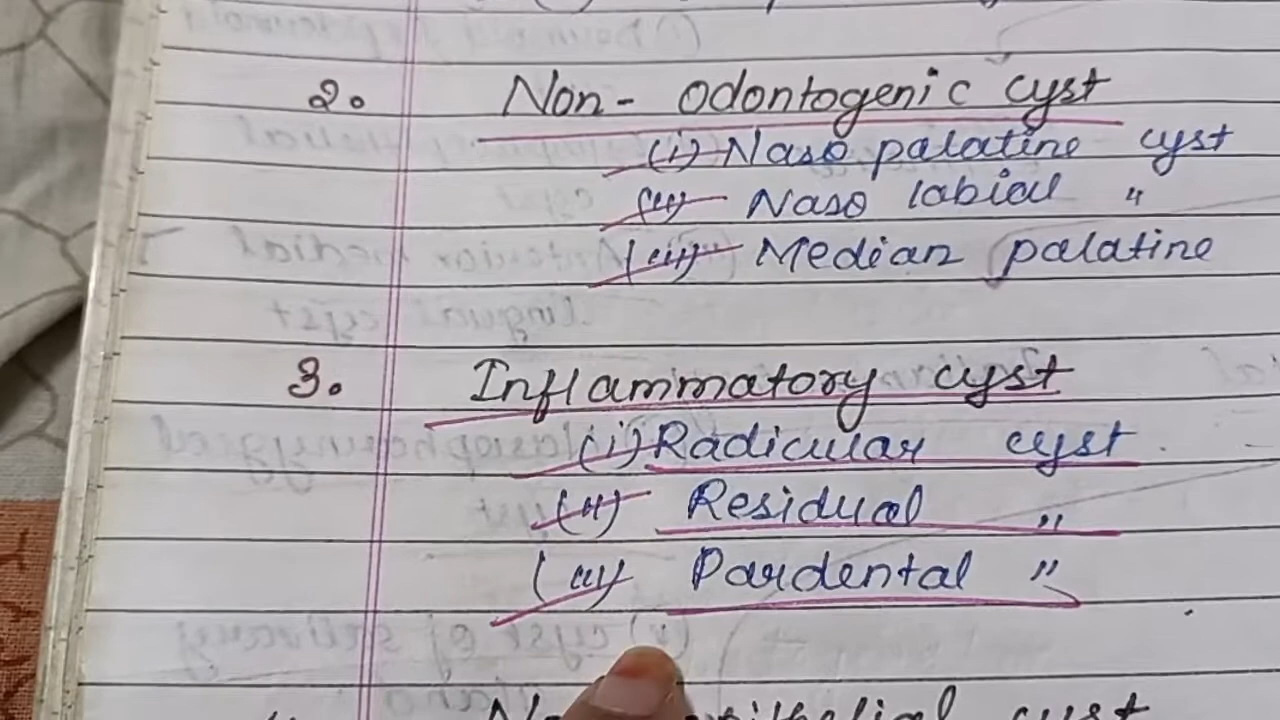 2. Non- odontogenic cyst
(i) Naso palatine cyst
(ii) Naso labial "
(iii) Median palatine
3. Inflammatory cyst
(i) Radicular cyst
(ii) Residual "
(iii) Pardental "
cyst